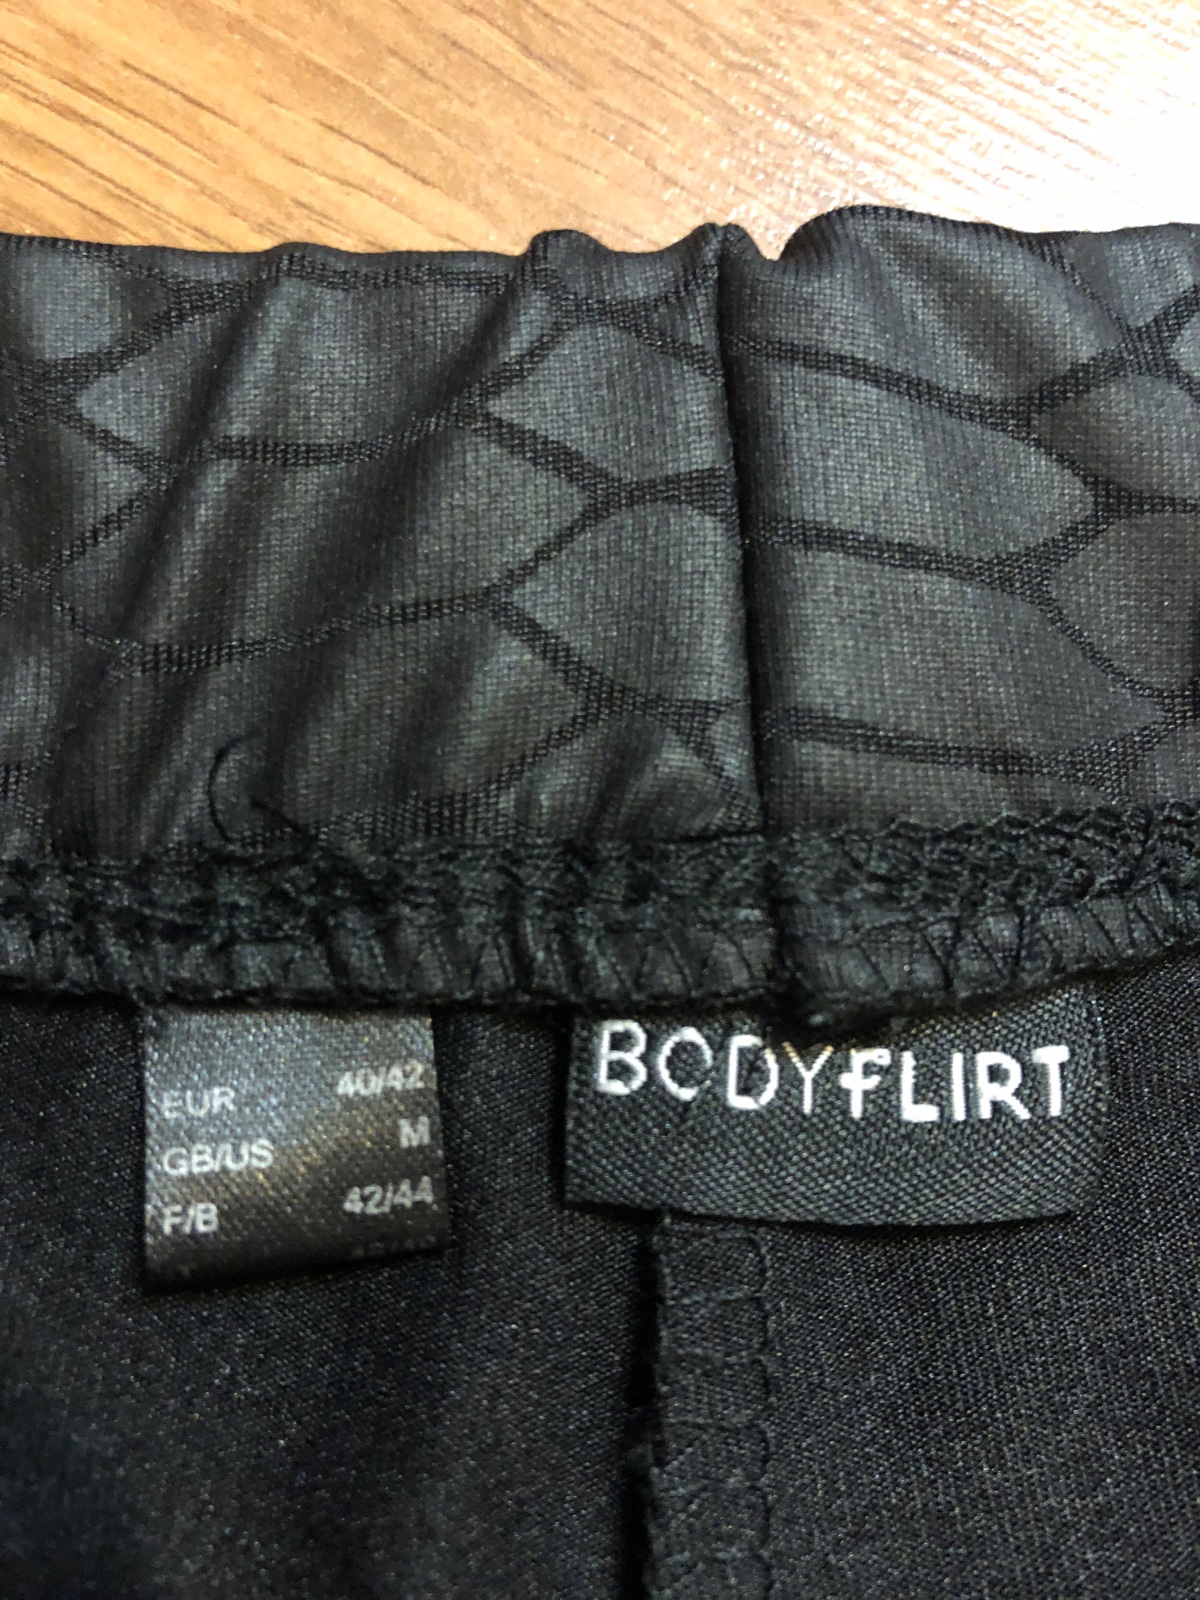 EUR 40/42
GB/US M
F/B 42/44
BODYFLIRT